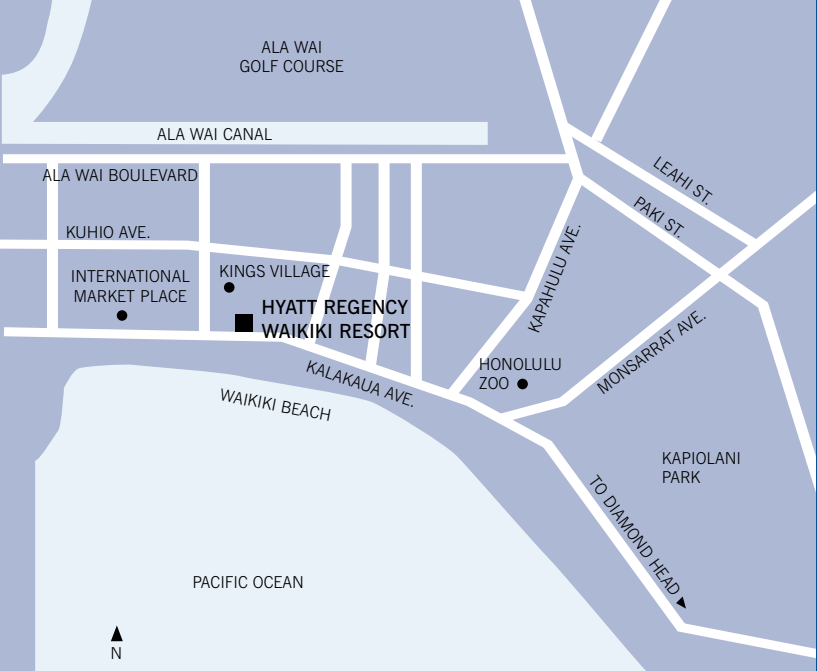 ALA WAI
GOLF COURSE
ALA WAI CANAL
ALA WAI BOULEVARD
LEAHI ST.
PAKI ST.
KUHIO AVE.
KAPAHULU AVE.
INTERNATIONAL
MARKET PLACE
KINGS VILLAGE
HYATT REGENCY
WAIKIKI RESORT
MONSARRAT AVE.
HONOLULU
ZOO
KALAKAUA AVE.
WAIKIKI BEACH
KAPIOLANI
PARK
TO DIAMOND HEAD
PACIFIC OCEAN
N